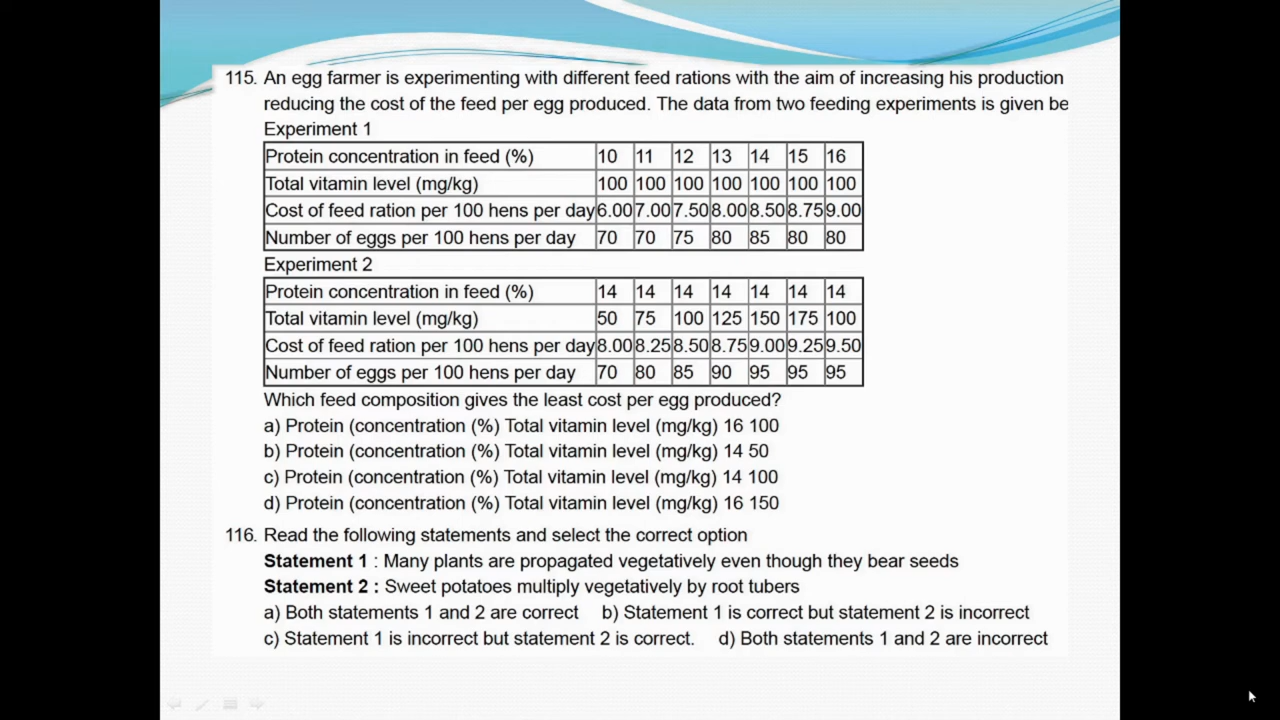 115. An egg farmer is experimenting with different feed rations with the aim of increasing his production
reducing the cost of the feed per egg produced. The data from two feeding experiments is given be
Experiment 1
Protein concentration in feed (%) 10 11 12 13 14 15 16
Total vitamin level (mg/kg) 100 100 100 100 100 100 100
Cost of feed ration per 100 hens per day 6.00 7.00 7.50 8.00 8.50 8.75 9.00
Number of eggs per 100 hens per day 70 70 75 80 85 80 80
Experiment 2
Protein concentration in feed (%) 14 14 14 14 14 14 14
Total vitamin level (mg/kg) 50 75 100 125 150 175 100
Cost of feed ration per 100 hens per day 8.00 8.25 8.50 8.75 9.00 9.25 9.50
Number of eggs per 100 hens per day 70 80 85 90 95 95 95
Which feed composition gives the least cost per egg produced?
a) Protein (concentration (%) Total vitamin level (mg/kg) 16 100
b) Protein (concentration (%) Total vitamin level (mg/kg) 14 50
c) Protein (concentration (%) Total vitamin level (mg/kg) 14 100
d) Protein (concentration (%) Total vitamin level (mg/kg) 16 150
116. Read the following statements and select the correct option
Statement 1 : Many plants are propagated vegetatively even though they bear seeds
Statement 2 : Sweet potatoes multiply vegetatively by root tubers
a) Both statements 1 and 2 are correct b) Statement 1 is correct but statement 2 is incorrect
c) Statement 1 is incorrect but statement 2 is correct. d) Both statements 1 and 2 are incorrect